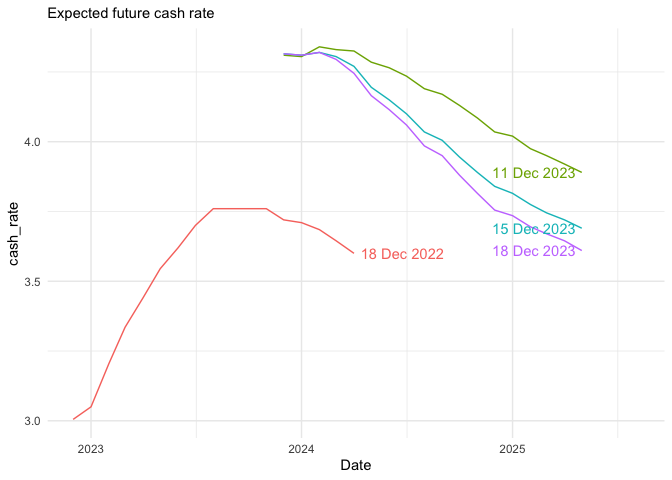 Expected future cash rate
4.0
3.5
3.0
cash_rate
11 Dec 2023
15 Dec 2023
18 Dec 2023
18 Dec 2022
2023
2024
2025
Date